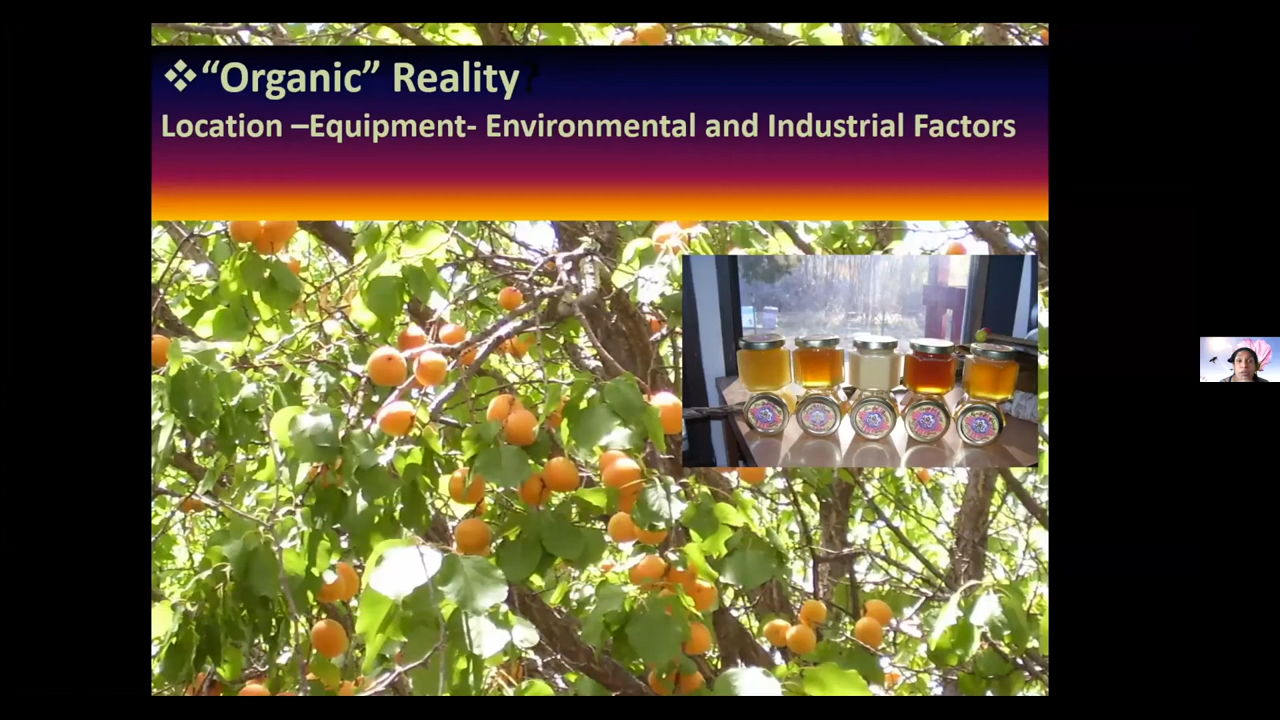 ❖“Organic” Reality?
Location –Equipment- Environmental and Industrial Factors